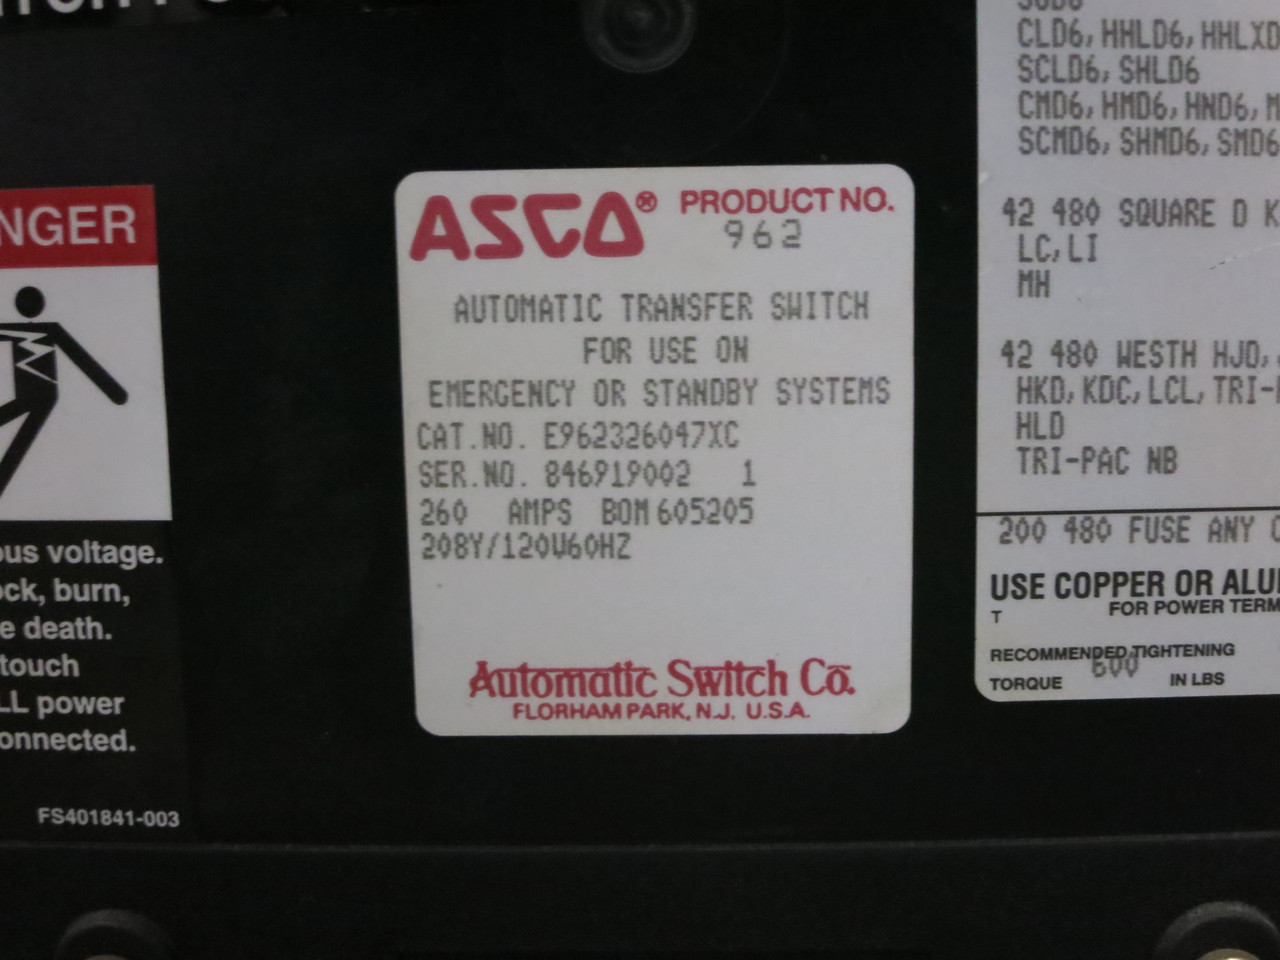 NGER
ous voltage.
ock, burn,
e death.
touch
LL power
onnected.
FS401841-003
ASCO® PRODUCT NO.
962
AUTOMATIC TRANSFER SWITCH
FOR USE ON
EMERGENCY OR STANDBY SYSTEMS
CAT.NO. E962326047XC
SER.NO. 846919002 1
260 AMPS BOM 605205
208Y/120V60HZ
Automatic Switch Co.
FLORHAM PARK, N.J. U.S.A.
CLD6, HHLD6, HHLXD
SCLD6, SHLD6
CMD6, HMD6, HND6, M
SCMD6, SHMD6, SMD6
42 480 SQUARE D K
LC, LI
MH
42 480 WESTH HJD,
HKD, KDC, LCL, TRI-
HLD
TRI-PAC NB
200 480 FUSE ANY
USE COPPER OR ALU
T FOR POWER TERM
RECOMMENDED TIGHTENING
TORQUE 600 IN LBS